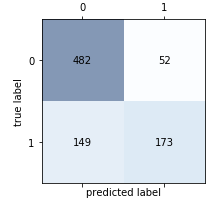 0 1
0 482 52
1 149 173
true label
predicted label